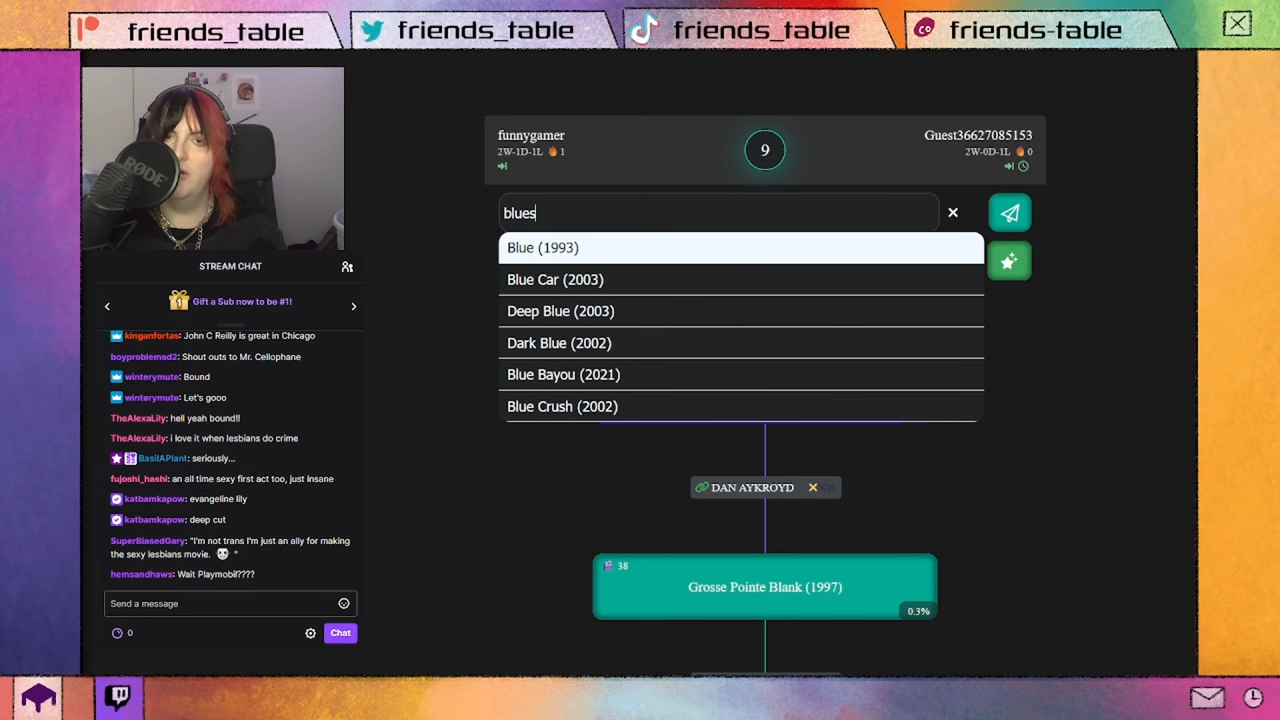 friends_table
friends_table
friends_table
friends-table
RØDE
STREAM CHAT
Gift a Sub now to be #1!
kinganfortas: John C Reilly is great in Chicago
boyproblemsd2: Shout outs to Mr. Cellophane
winterymute: Bound
winterymute: Let's gooo
TheAlexaLily: hell yeah bound!!
TheAlexaLily: i love it when lesbians do crime
BasilAPlant: seriously...
fujoshi_hashi: an all time sexy first act too, just insane
katbamkapow: evangeline lily
katbamkapow: deep cut
SuperBiasedGary: "I'm not trans I'm just an ally for making
the sexy lesbians movie. "
hemsandhaws: Wait Playmobil????
Send a message
0
Chat
funnygamer
2W-1D-1L 1
9
Guest36627085153
2W-0D-1L 0
blues
Blue (1993)
Blue Car (2003)
Deep Blue (2003)
Dark Blue (2002)
Blue Bayou (2021)
Blue Crush (2002)
DAN AYKROYD
38
Grosse Pointe Blank (1997)
0.3%